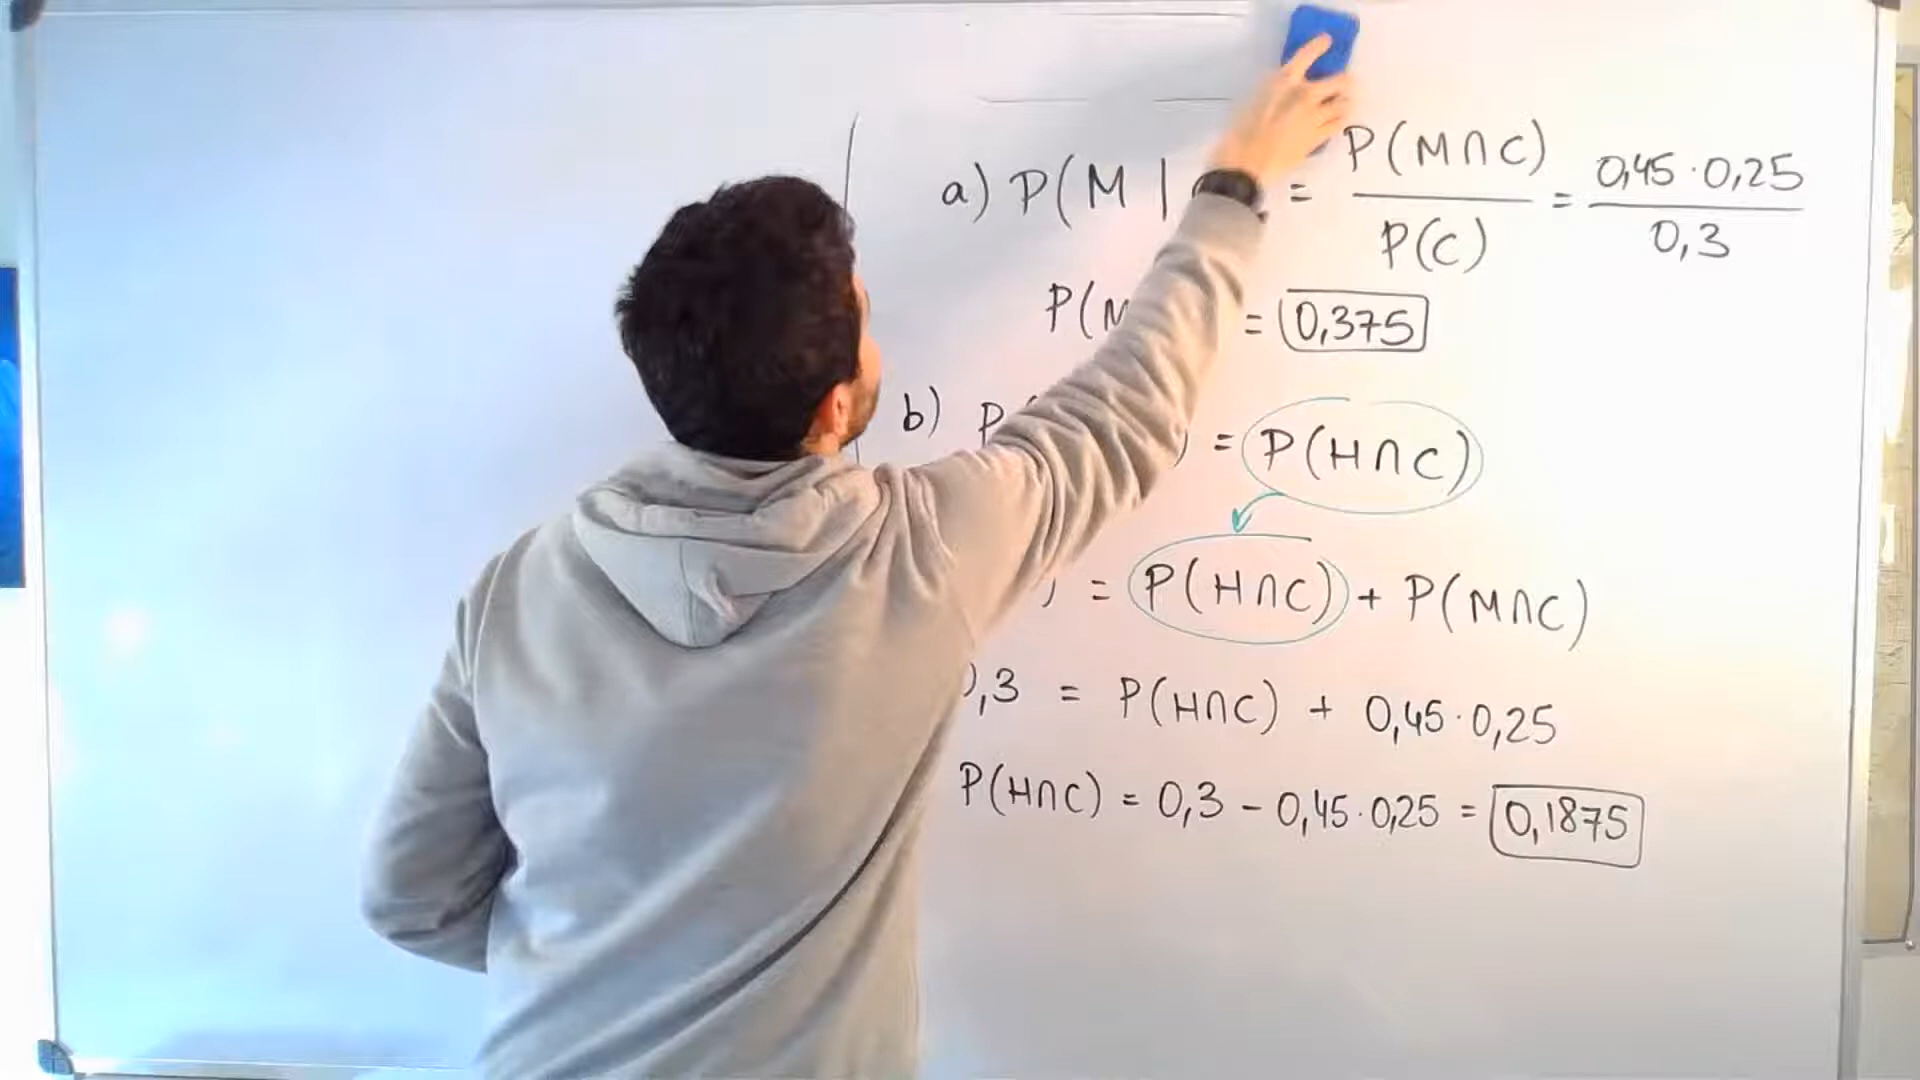 a) P(M | = P(M∩C) / P(C) = 0,45 · 0,25 / 0,3
P(M = 0,375
b) P ) = P(H∩C)
) = P(H∩C) + P(M∩C)
,3 = P(H∩C) + 0,45 · 0,25
P(H∩C) = 0,3 - 0,45 · 0,25 = 0,1875